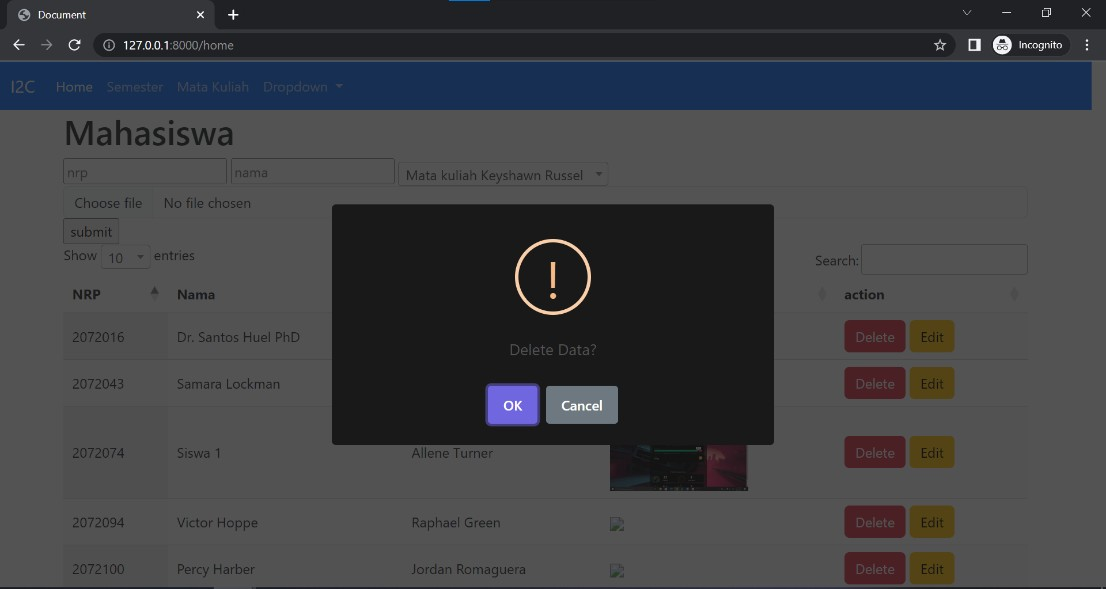 Document
127.0.0.1:8000/home
Incognito
I2C Home Semester Mata Kuliah Dropdown
Mahasiswa
nrp nama Mata kuliah Keyshawn Russel
Choose file No file chosen
submit
Show 10 entries
Search:
NRP Nama action
2072016 Dr. Santos Huel PhD Delete Edit
!
Delete Data?
2072043 Samara Lockman Delete Edit
OK Cancel
2072074 Siswa 1 Allene Turner Delete Edit
2072094 Victor Hoppe Raphael Green Delete Edit
2072100 Percy Harber Jordan Romaguera Delete Edit